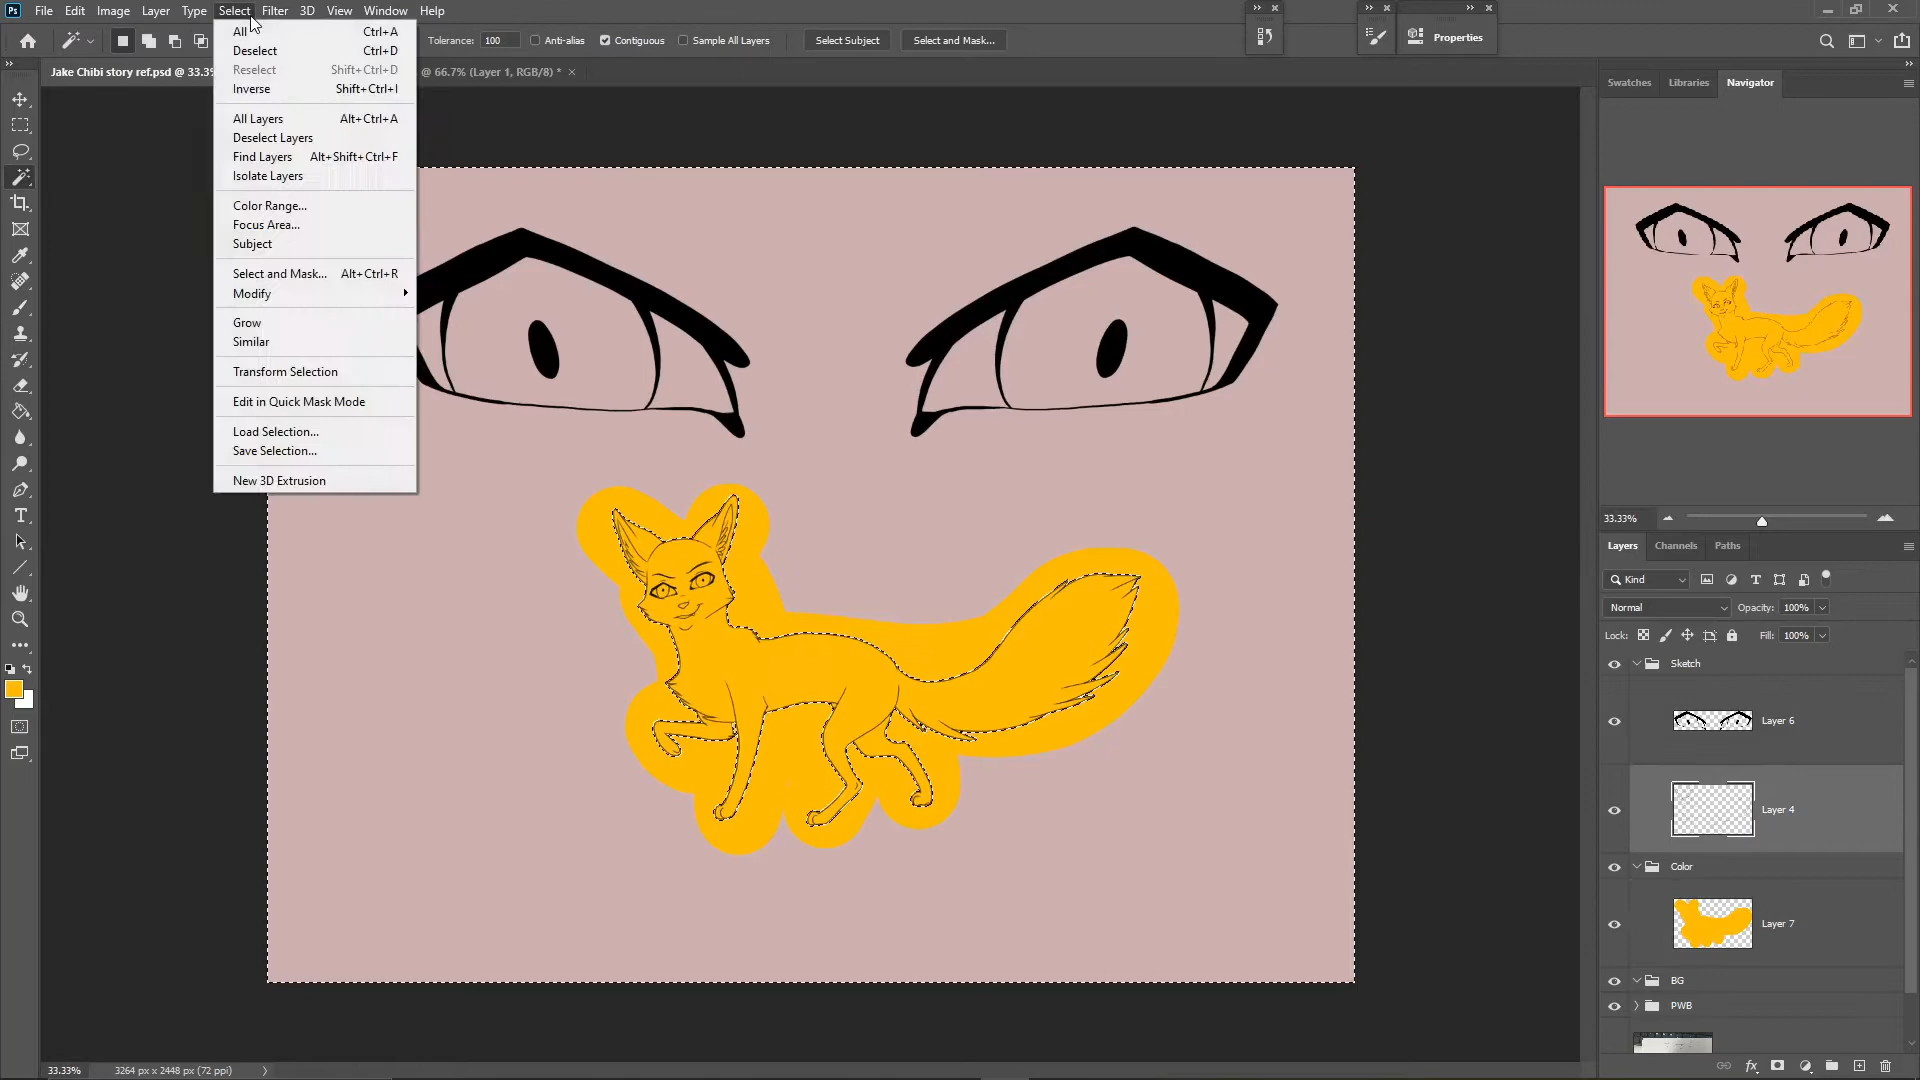 Ps File Edit Image Layer Type Select Filter 3D View Window Help
Tolerance: 100 Anti-alias Contiguous Sample All Layers Select Subject Select and Mask...
Properties
Jake Chibi story ref.psd @ 33.3% @ 66.7% (Layer 1, RGB/8) *
All Ctrl+A
Deselect Ctrl+D
Reselect Shift+Ctrl+D
Inverse Shift+Ctrl+I
All Layers Alt+Ctrl+A
Deselect Layers
Find Layers Alt+Shift+Ctrl+F
Isolate Layers
Color Range...
Focus Area...
Subject
Select and Mask... Alt+Ctrl+R
Modify
Grow
Similar
Transform Selection
Edit in Quick Mask Mode
Load Selection...
Save Selection...
New 3D Extrusion
Swatches Libraries Navigator
33.33%
Layers Channels Paths
Kind
Normal Opacity: 100%
Lock: Fill: 100%
Sketch
Layer 6
Layer 4
Color
Layer 7
BG
PWB
33.33% 3264 px x 2448 px (72 ppi)